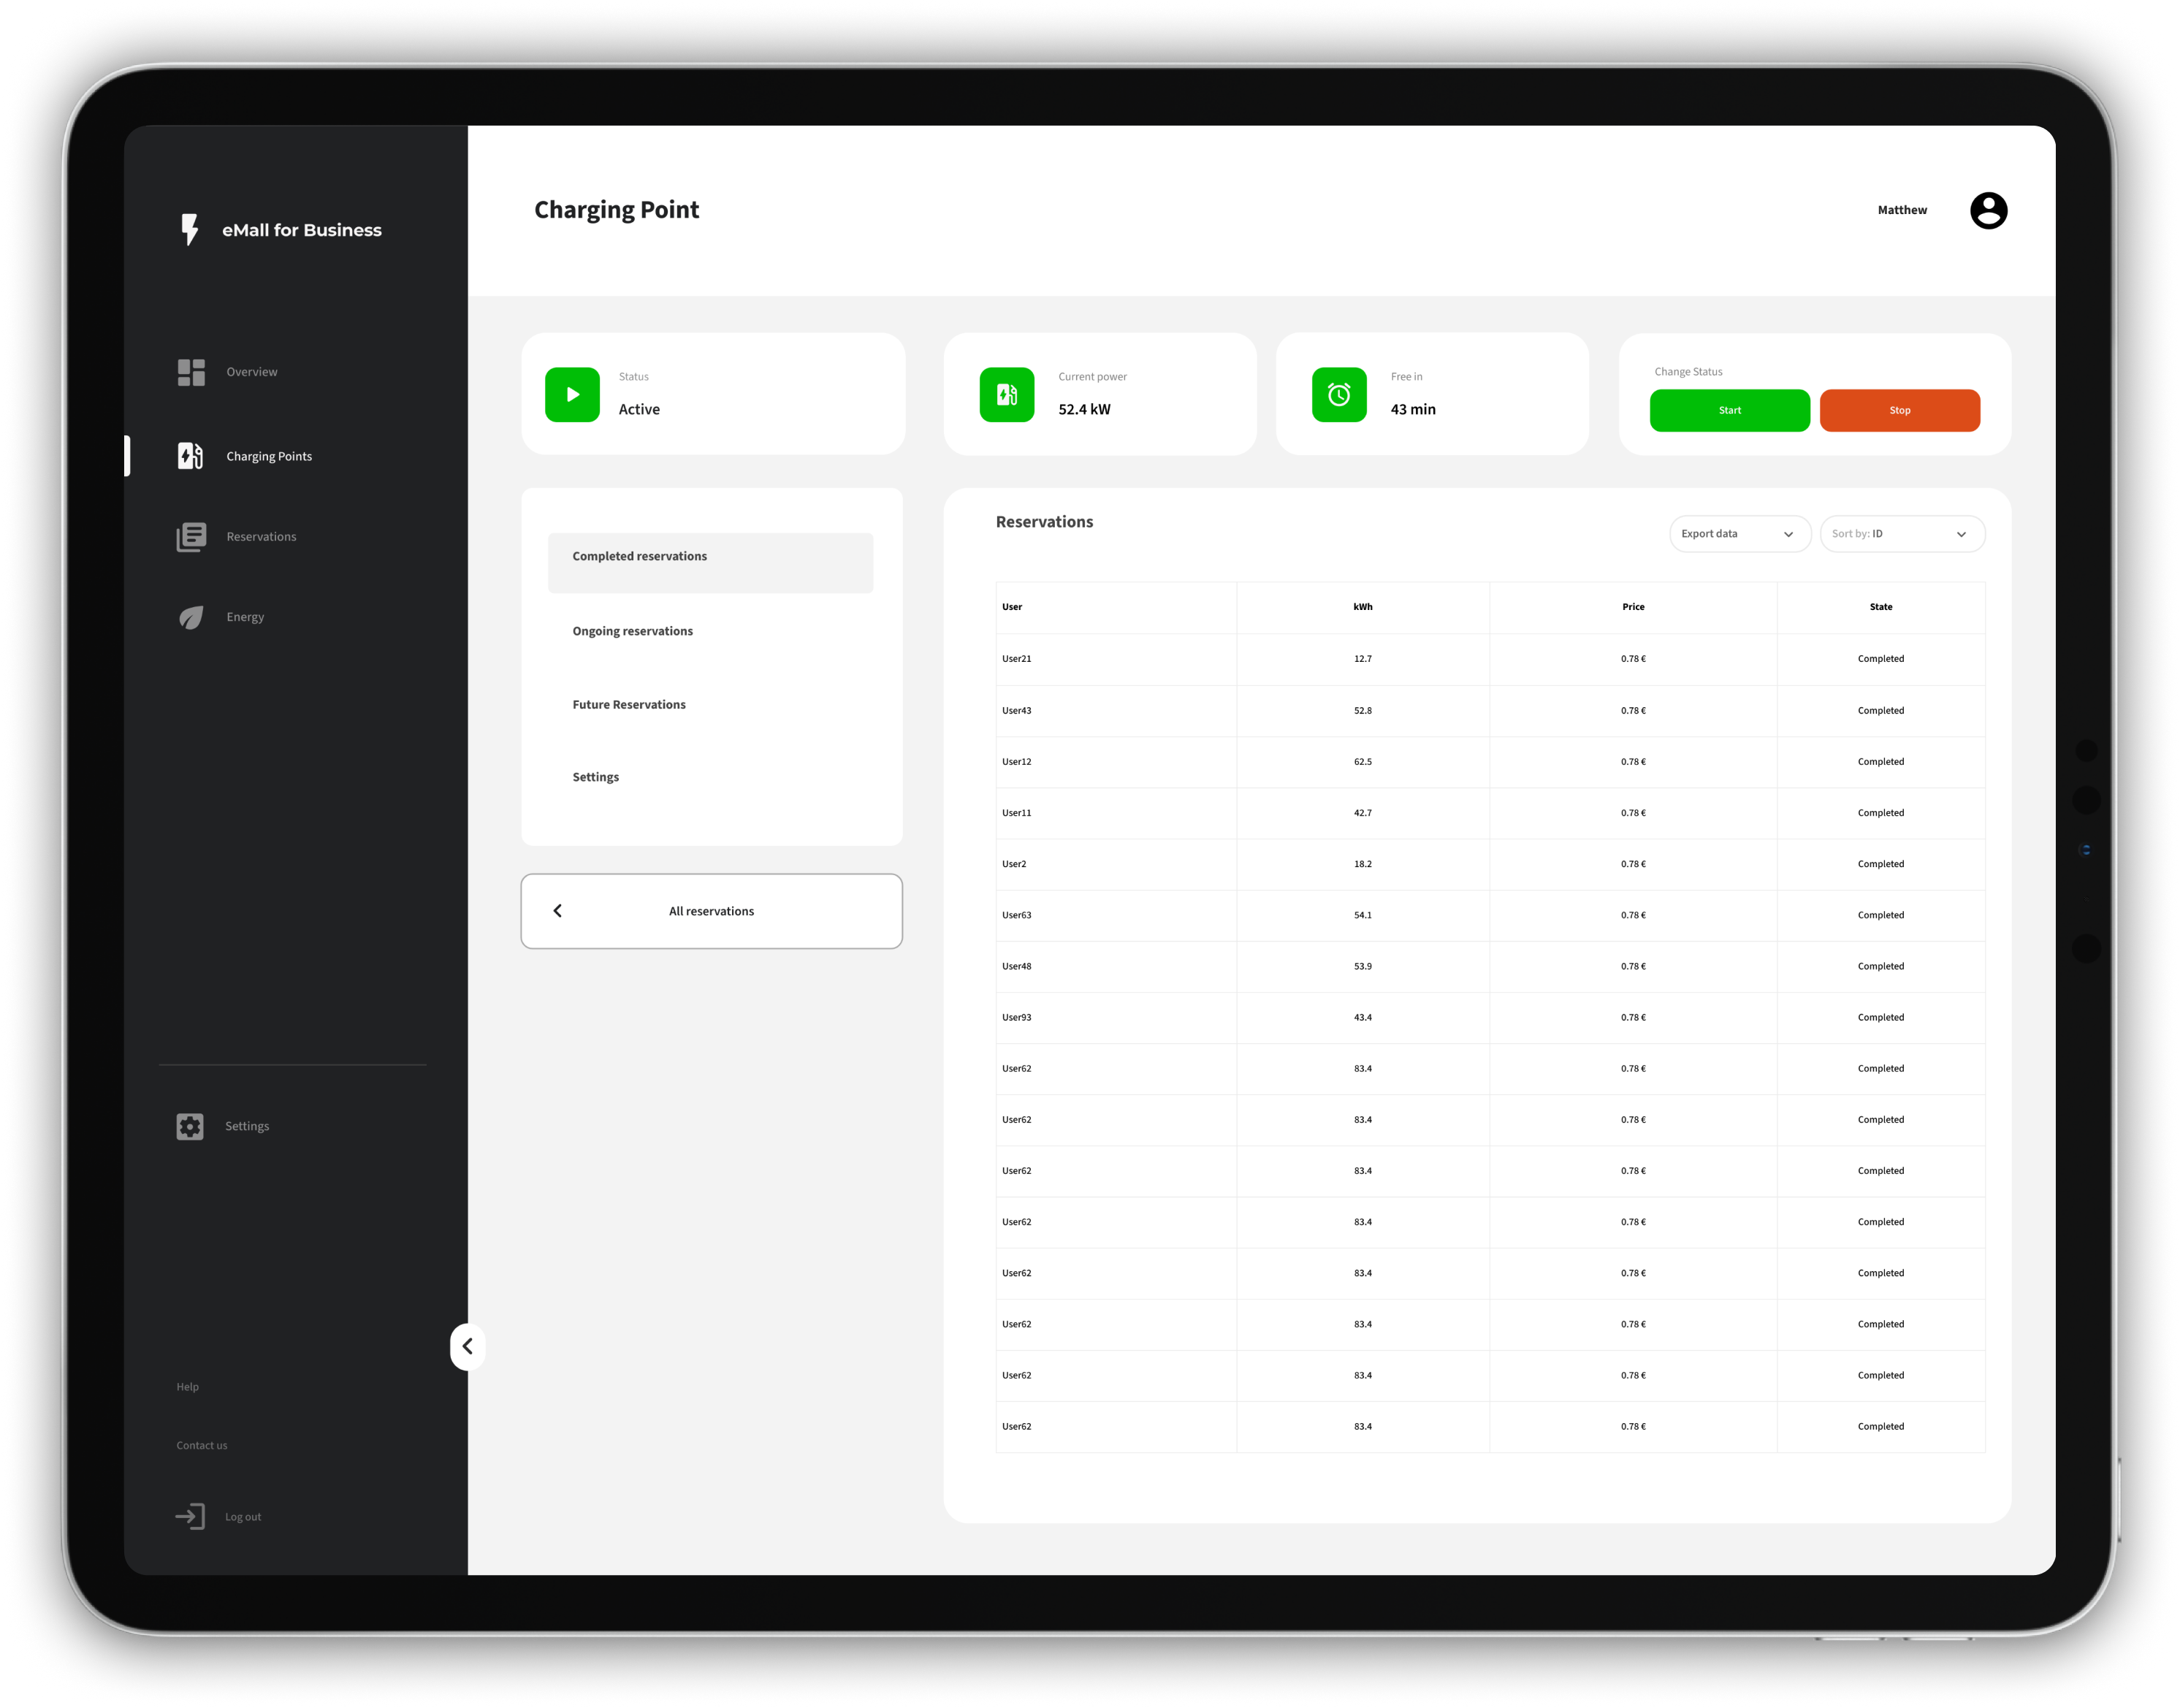 eMall for Business
Overview
Charging Points
Reservations
Energy
Settings
Help
Contact us
Log out
Charging Point
Matthew
Status
Active
Current power
52.4 kW
Free in
43 min
Change Status
Start Stop
Completed reservations
Ongoing reservations
Future Reservations
Settings
All reservations
Reservations
Export data
Sort by: ID
User kWh Price State
User21 12.7 0.78 € Completed
User43 52.8 0.78 € Completed
User12 62.5 0.78 € Completed
User11 42.7 0.78 € Completed
User2 18.2 0.78 € Completed
User63 54.1 0.78 € Completed
User48 53.9 0.78 € Completed
User93 43.4 0.78 € Completed
User62 83.4 0.78 € Completed
User62 83.4 0.78 € Completed
User62 83.4 0.78 € Completed
User62 83.4 0.78 € Completed
User62 83.4 0.78 € Completed
User62 83.4 0.78 € Completed
User62 83.4 0.78 € Completed
User62 83.4 0.78 € Completed